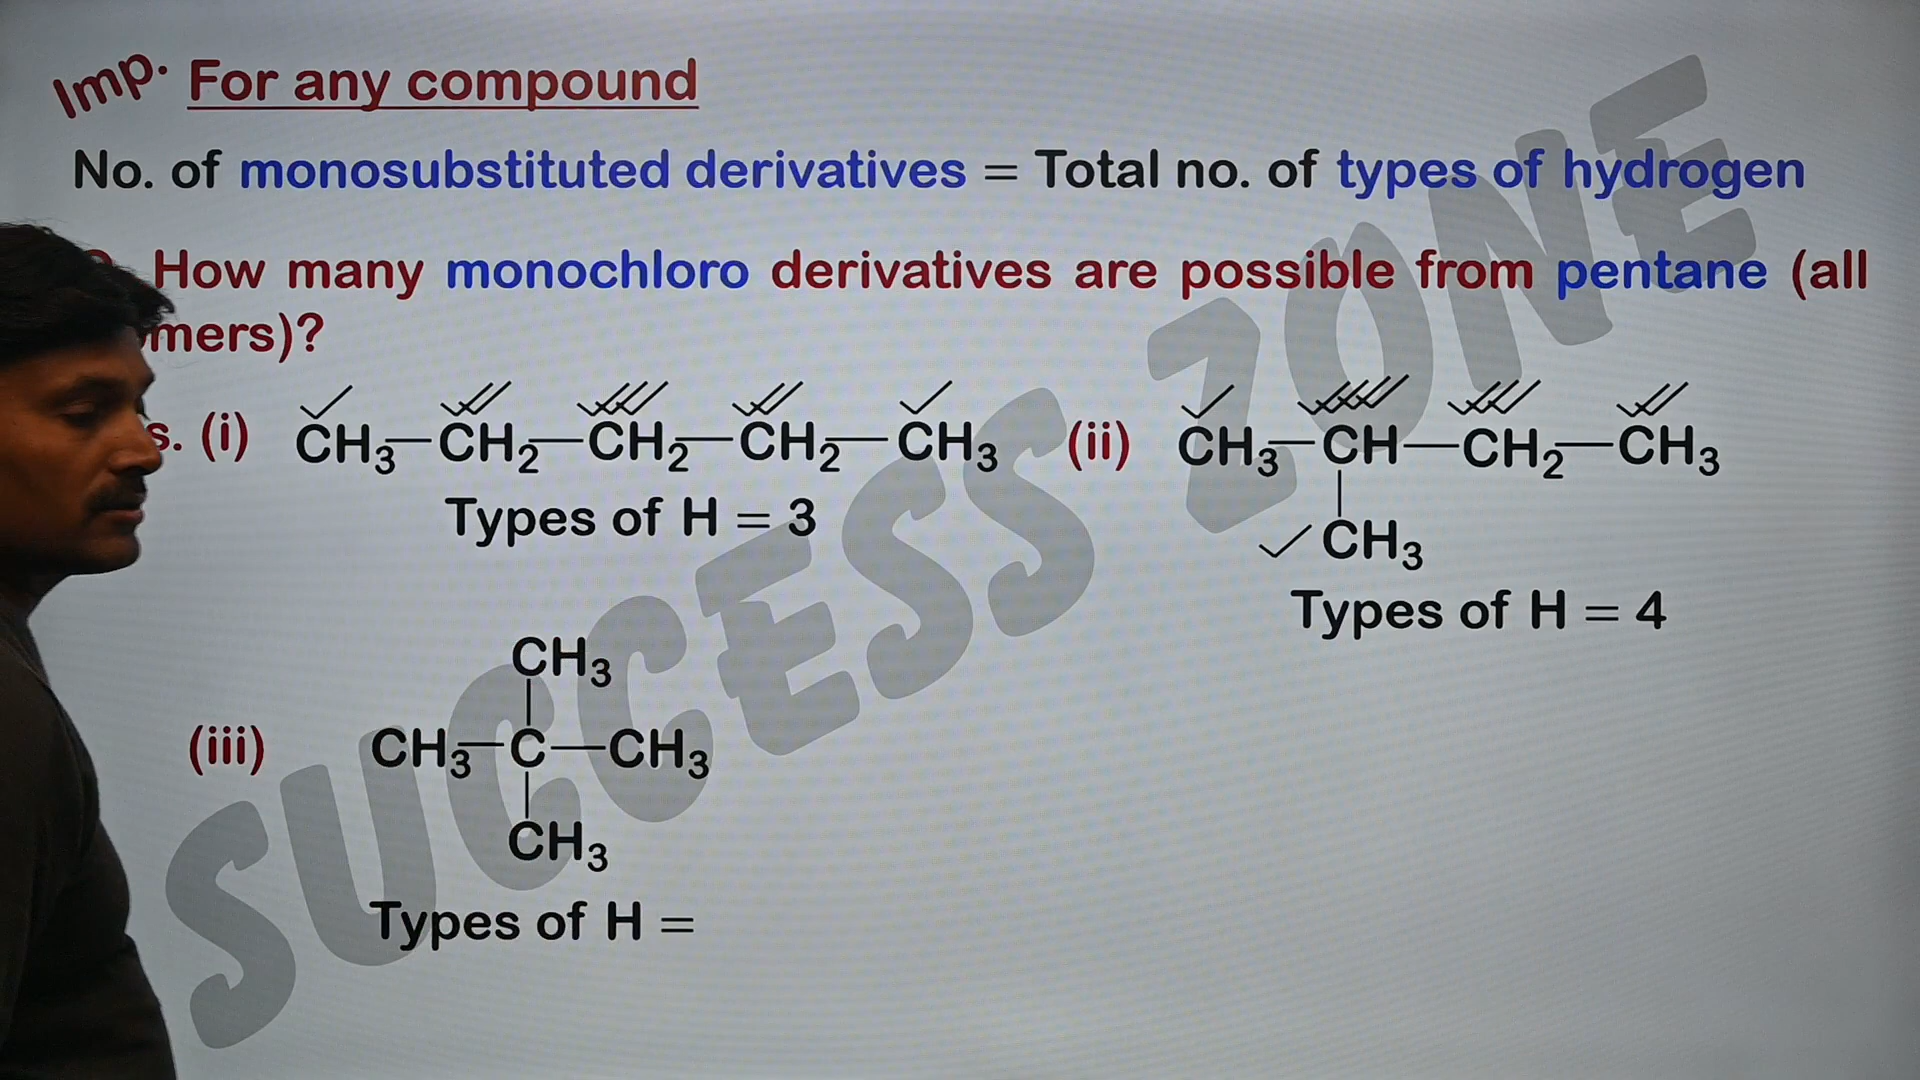 Imp. For any compound
No. of monosubstituted derivatives = Total no. of types of hydrogen
How many monochloro derivatives are possible from pentane (all
mers)?
s. (i) CH₃—CH₂—CH₂—CH₂—CH₃ (ii) CH₃—CH—CH₂—CH₃
Types of H = 3
CH₃
Types of H = 4
CH₃
(iii) CH₃—C—CH₃
CH₃
Types of H =
SUCCESS ZONE